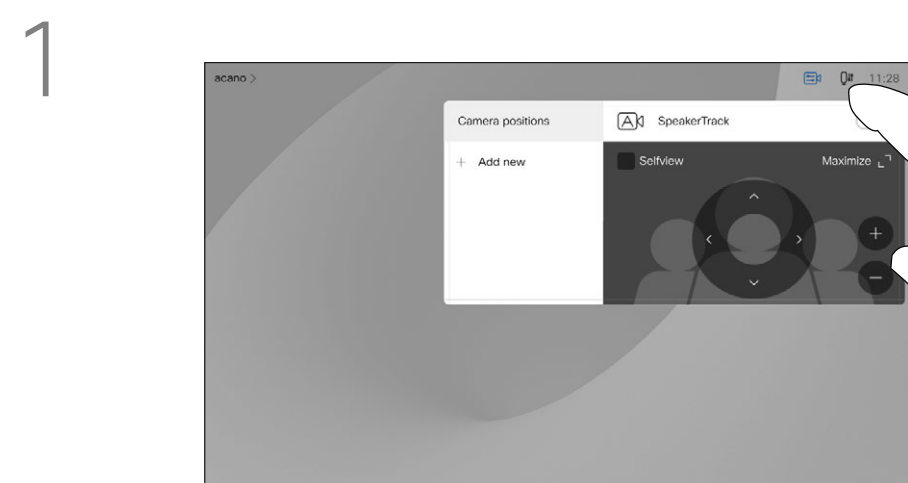 1
acano >
11:28
Camera positions
SpeakerTrack
+ Add new
Selfview
Maximize